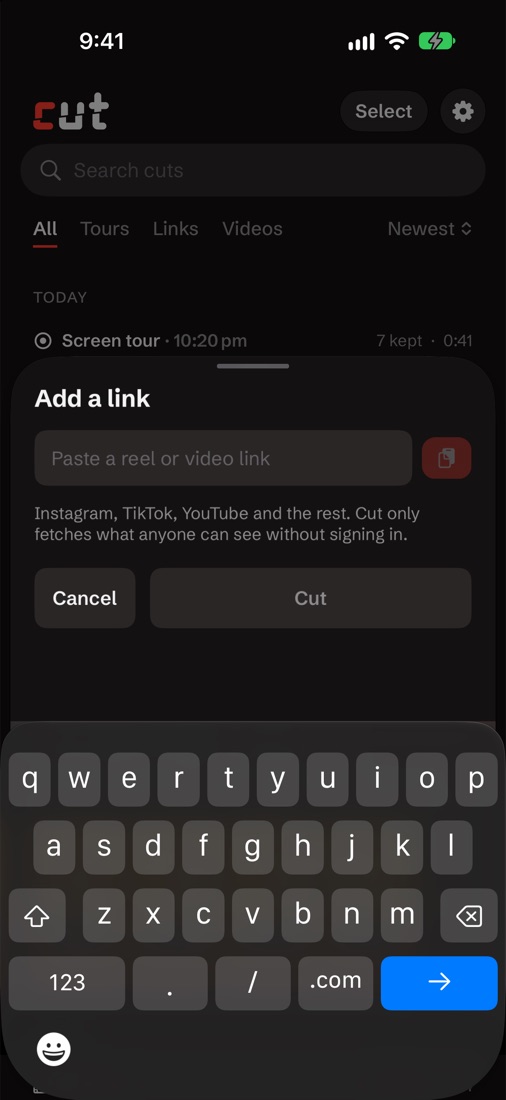 9:41
cut
Select
Search cuts
All Tours Links Videos Newest
TODAY
Screen tour · 10:20 pm 7 kept · 0:41
Add a link
Paste a reel or video link
Instagram, TikTok, YouTube and the rest. Cut only
fetches what anyone can see without signing in.
Cancel Cut
q w e r t y u i o p
a s d f g h j k l
z x c v b n m
123 . / .com